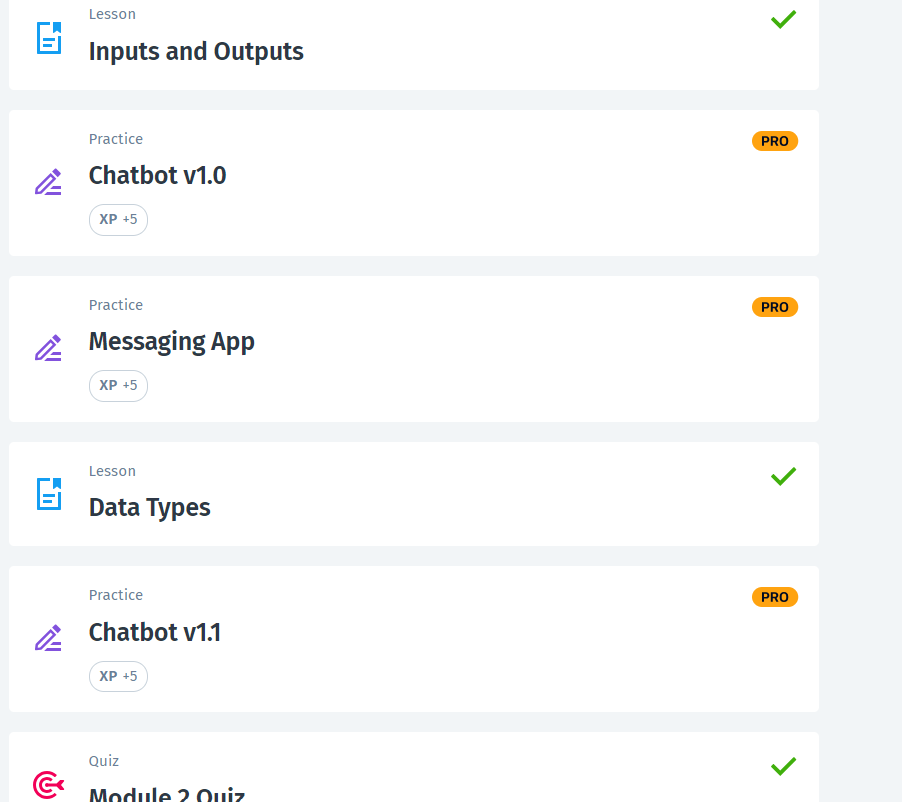 Lesson
Inputs and Outputs
Practice
PRO
Chatbot v1.0
XP +5
Practice
PRO
Messaging App
XP +5
Lesson
Data Types
Practice
PRO
Chatbot v1.1
XP +5
Quiz
Module 2 Quiz